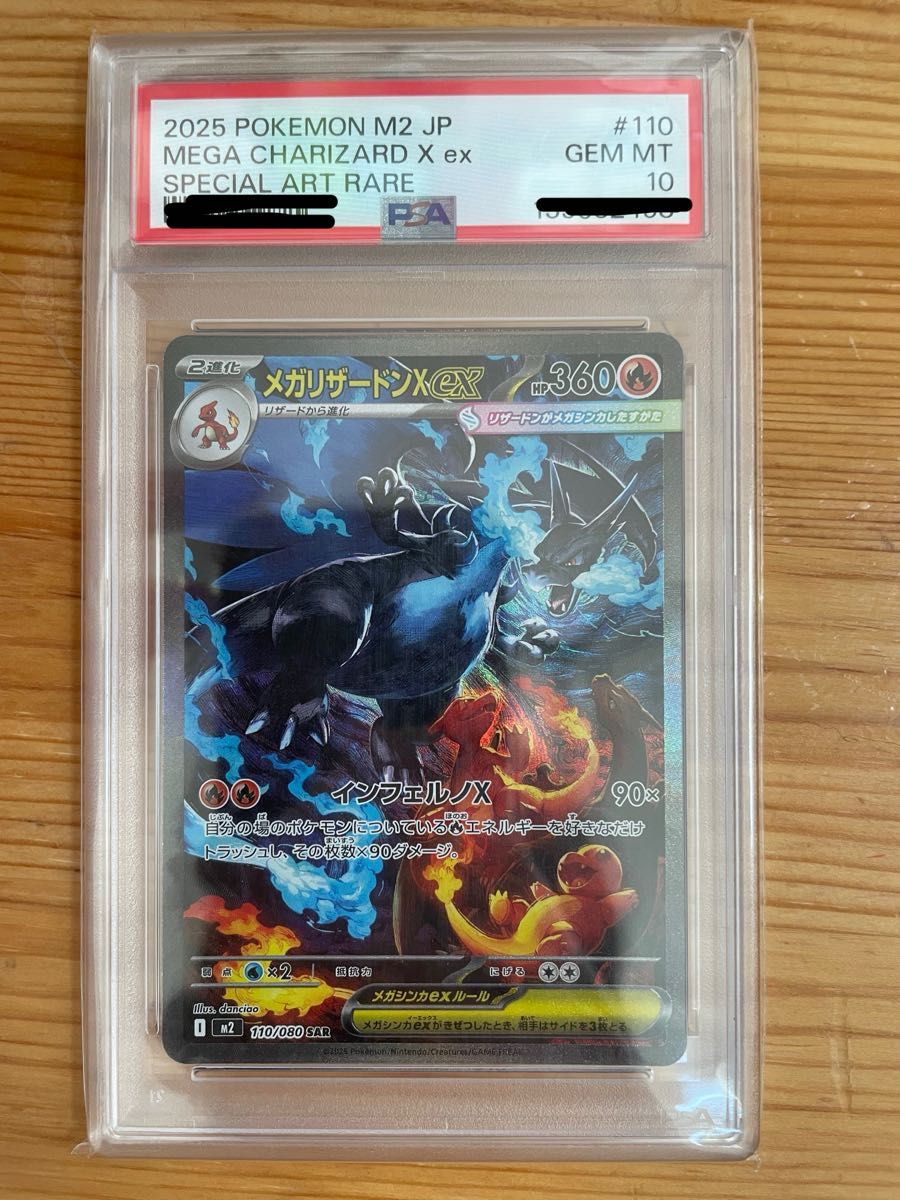 2025 POKEMON M2 JP #110
MEGA CHARIZARD X ex GEM MT
SPECIAL ART RARE 10
PSA
2進化 メガリザードンXex HP360
リザードから進化
リザードンがメガシンカしたすがた
インフェルノX 90×
自分の場のポケモンについているエネルギーを好きなだけ
トラッシュし、その枚数×90ダメージ。
弱点 ×2 抵抗力 にげる
メガシンカexルール
メガシンカexがきぜつしたとき、相手はサイドを3枚とる。
Illus. danciao
I M2 110/080 SAR
©2025 Pokémon/Nintendo/Creatures/GAME FREAK